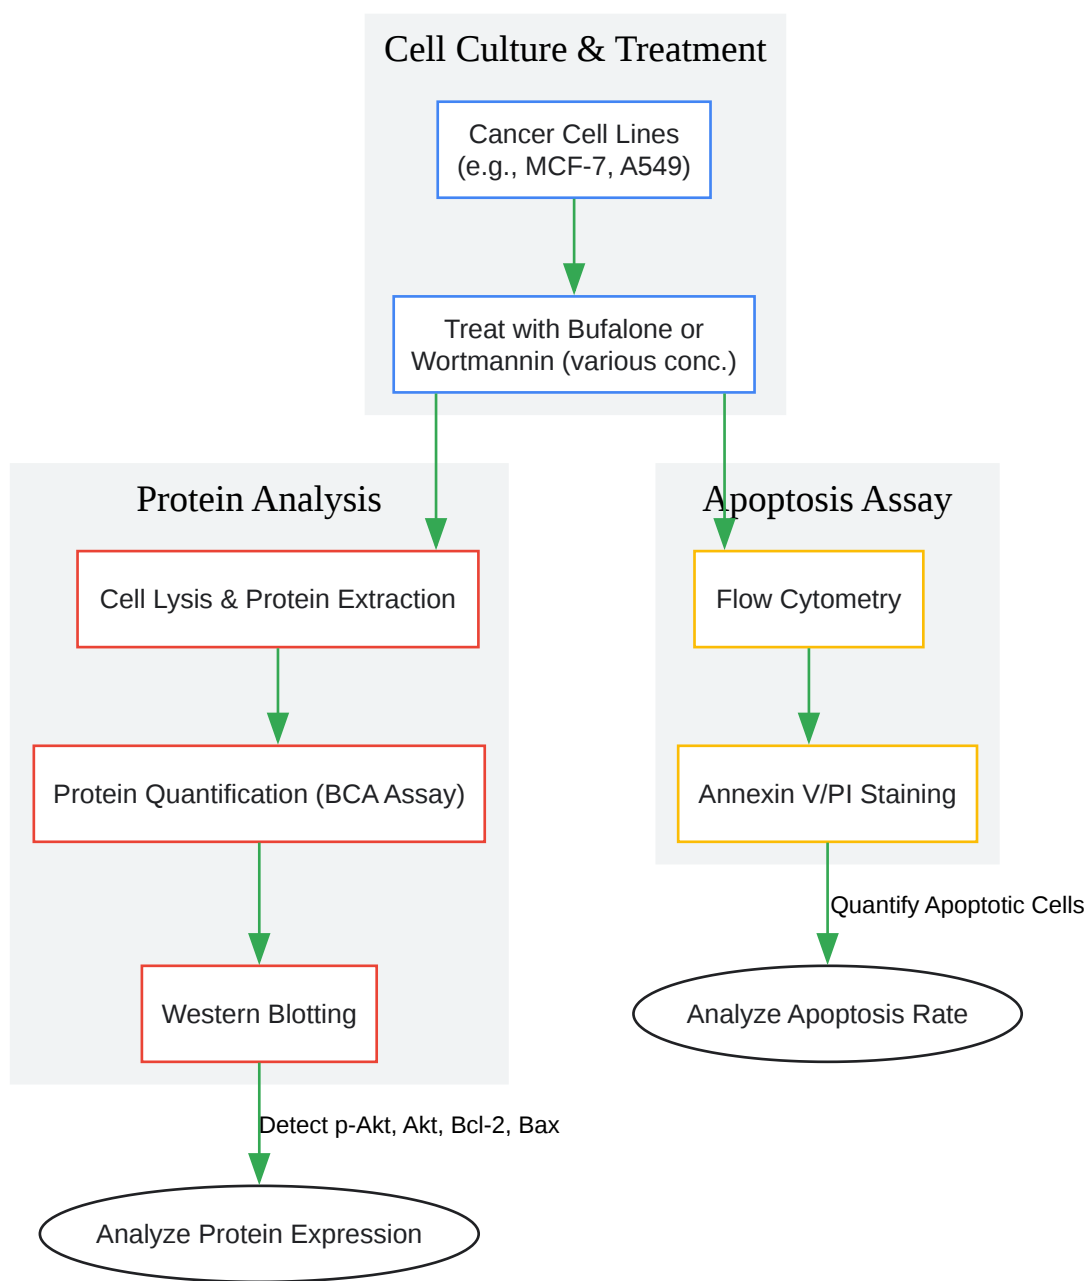 Cell Culture & Treatment
Cancer Cell Lines
(e.g., MCF-7, A549)
Treat with Bufalone or
Wortmannin (various conc.)
Protein Analysis
Cell Lysis & Protein Extraction
Protein Quantification (BCA Assay)
Western Blotting
Detect p-Akt, Akt, Bcl-2, Bax
Analyze Protein Expression
Apoptosis Assay
Flow Cytometry
Annexin V/PI Staining
Quantify Apoptotic Cells
Analyze Apoptosis Rate